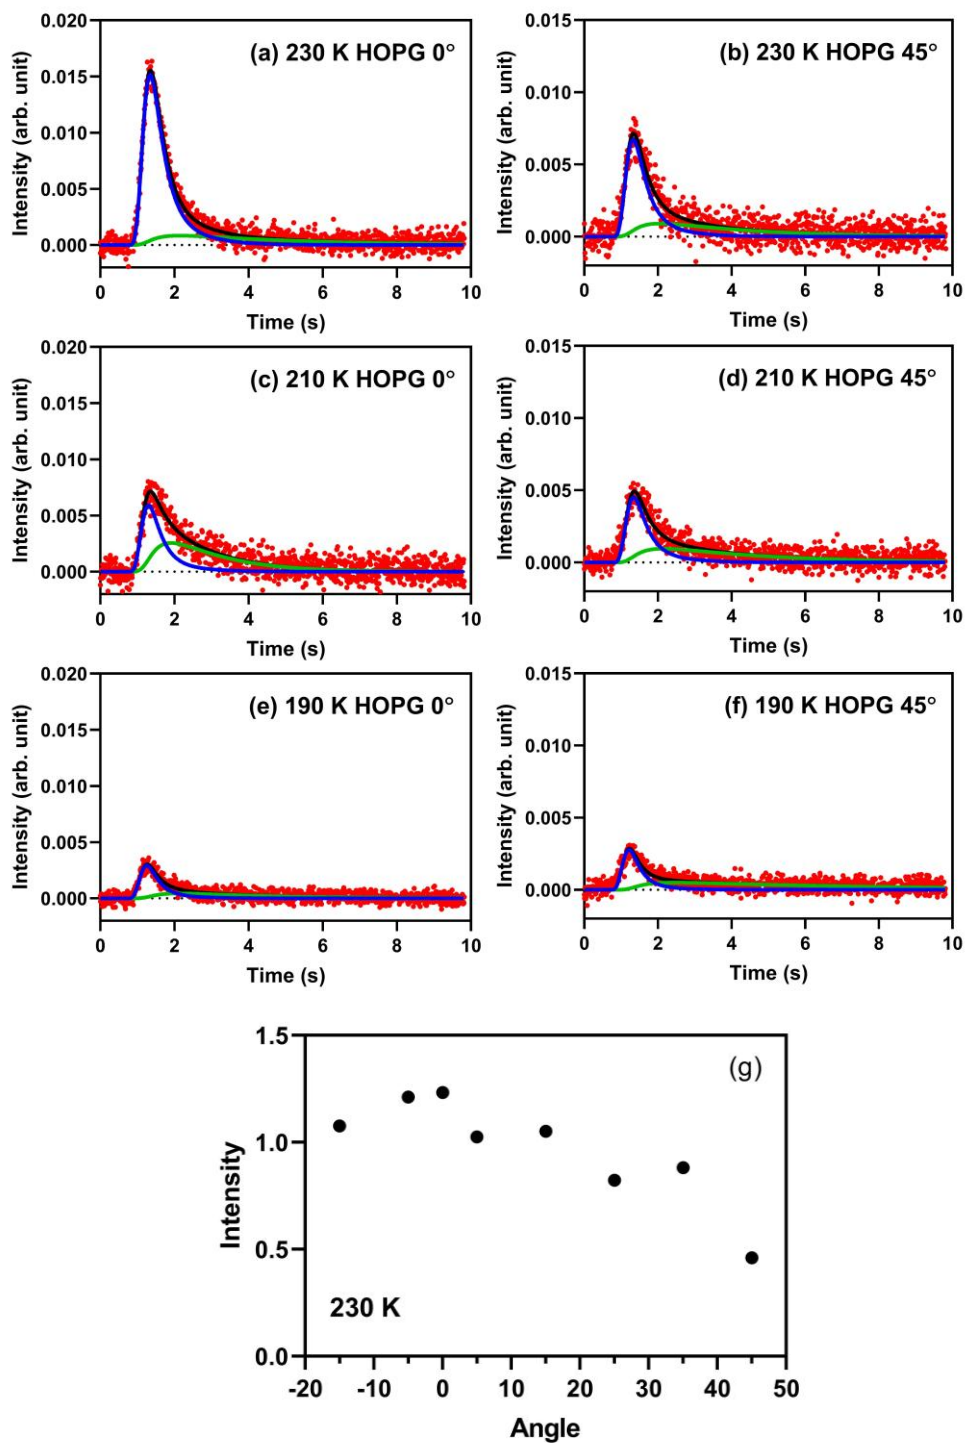 (a) 230 K HOPG 0°
Intensity (arb. unit)
0.020
0.015
0.010
0.005
0.000
0 2 4 6 8 10
Time (s)
(b) 230 K HOPG 45°
Intensity (arb. unit)
0.015
0.010
0.005
0.000
0 2 4 6 8 10
Time (s)
(c) 210 K HOPG 0°
Intensity (arb. unit)
0.020
0.015
0.010
0.005
0.000
0 2 4 6 8 10
Time (s)
(d) 210 K HOPG 45°
Intensity (arb. unit)
0.015
0.010
0.005
0.000
0 2 4 6 8 10
Time (s)
(e) 190 K HOPG 0°
Intensity (arb. unit)
0.020
0.015
0.010
0.005
0.000
0 2 4 6 8 10
Time (s)
(f) 190 K HOPG 45°
Intensity (arb. unit)
0.015
0.010
0.005
0.000
0 2 4 6 8 10
Time (s)
(g)
Intensity
1.5
1.0
0.5
0.0
230 K
-20 -10 0 10 20 30 40 50
Angle